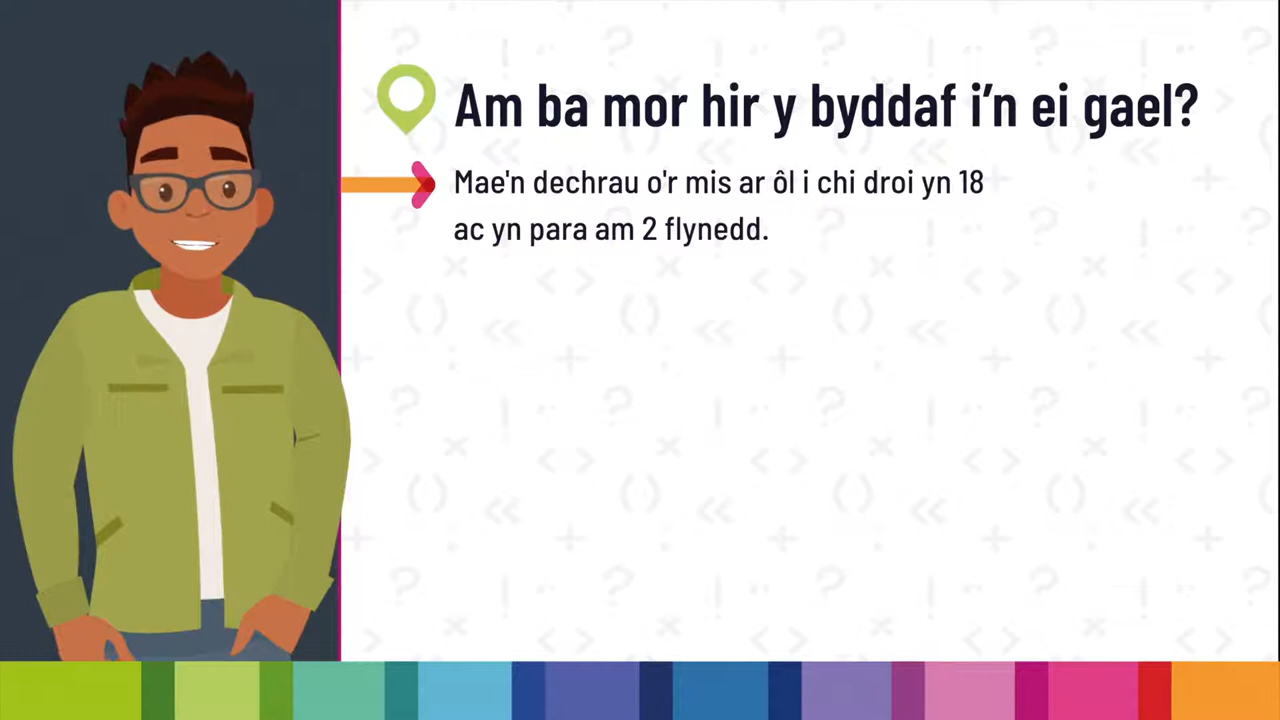 Am ba mor hir y byddaf i’n ei gael?
Mae'n dechrau o'r mis ar ôl i chi droi yn 18
ac yn para am 2 flynedd.